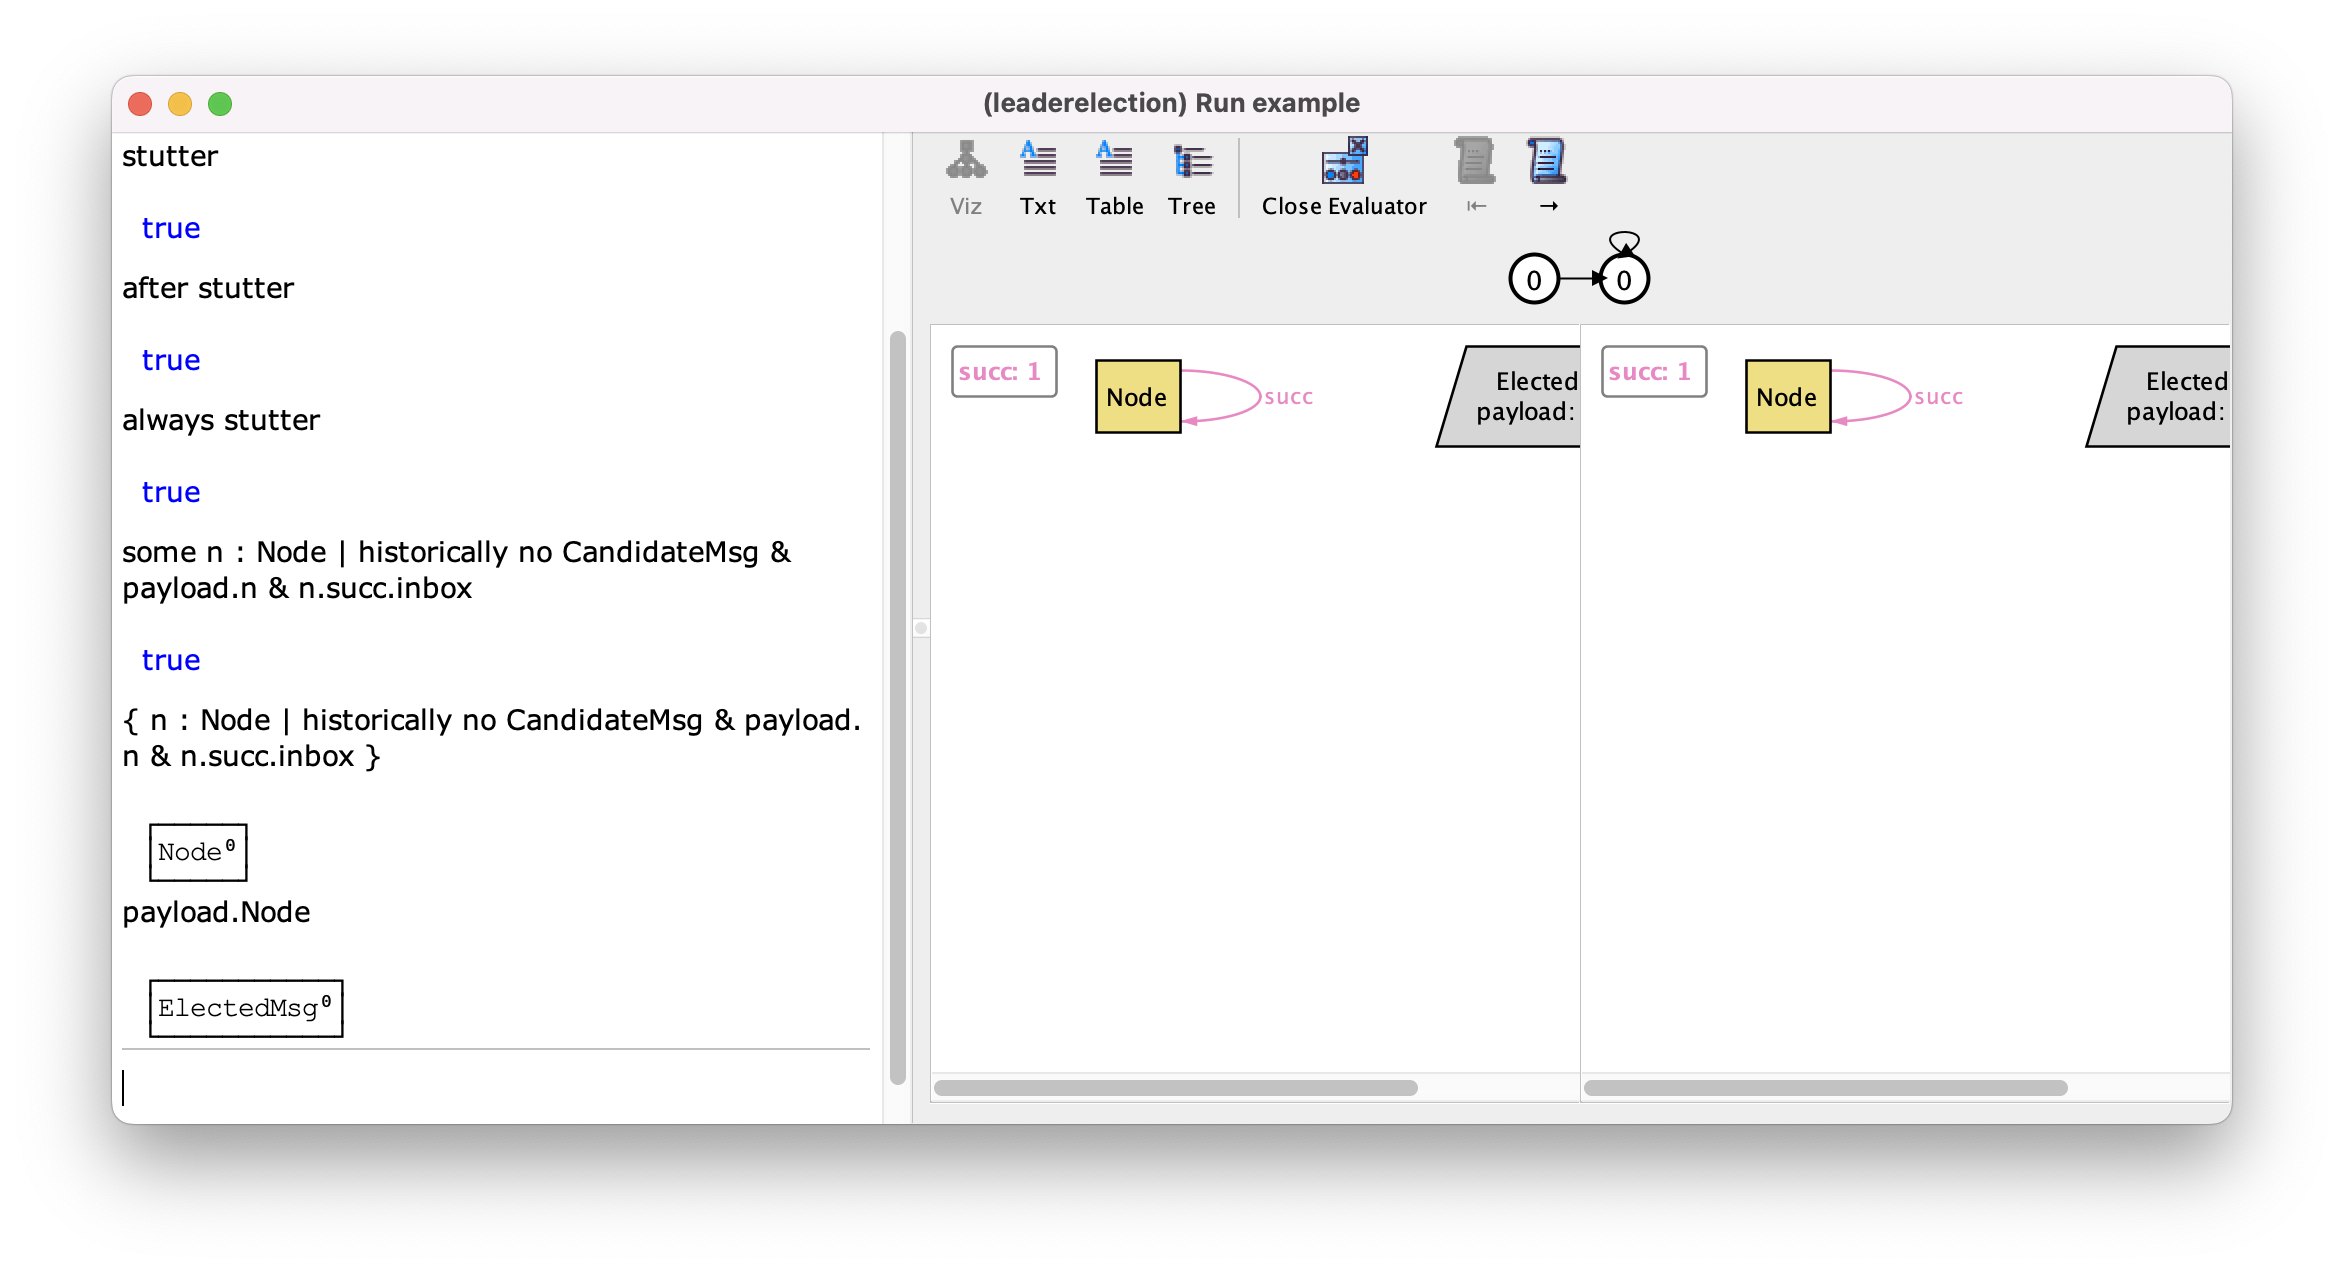 (leaderelection) Run example
stutter
true
after stutter
true
always stutter
true
some n : Node | historically no CandidateMsg &
payload.n & n.succ.inbox
true
{ n : Node | historically no CandidateMsg & payload.
n & n.succ.inbox }
Node⁰
payload.Node
ElectedMsg⁰
Viz
Txt
Table
Tree
Close Evaluator
⇤
→
0
0
succ: 1
Node
succ
Elected
payload:
succ: 1
Node
succ
Elected
payload: